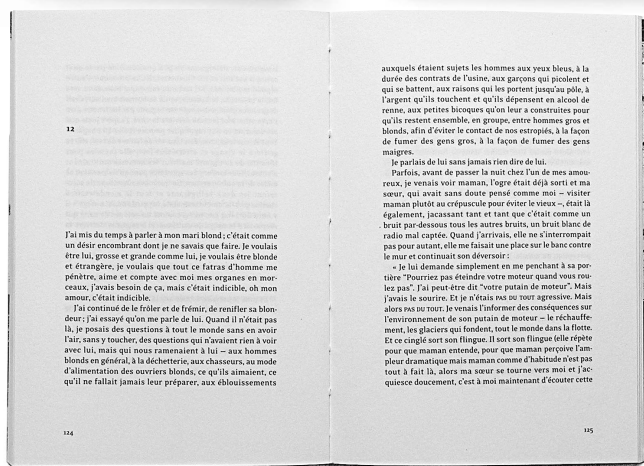 12
J'ai mis du temps à parler à mon mari blond ; c'était comme
un désir encombrant dont je ne savais que faire. Je voulais
être lui, grosse et grande comme lui, je voulais être blonde
et étrangère, je voulais que tout ce fatras d'homme me
pénètre, aime et compte avec moi mes organes en mor-
ceaux, j'avais besoin de ça, mais c'était indicible, oh mon
amour, c'était indicible.
J'ai continué de le frôler et de frémir, de renifler sa blon-
deur ; j'ai essayé qu'on me parle de lui. Quand il n'était pas
là, je posais des questions à tout le monde sans en avoir
l'air, sans y toucher, des questions qui n'avaient rien à voir
avec lui, mais qui nous ramenaient à lui – aux hommes
blonds en général, à la déchetterie, aux chasseurs, au mode
d'alimentation des ouvriers blonds, ce qu'ils aimaient, ce
qu'il ne fallait jamais leur préparer, aux éblouissements
124
auxquels étaient sujets les hommes aux yeux bleus, à la
durée des contrats de l'usine, aux garçons qui picolent et
qui se battent, aux raisons qui les portent jusqu'au pôle, à
l'argent qu'ils touchent et qu'ils dépensent en alcool de
renne, aux petites bicoques qu'on leur a construites pour
qu'ils restent ensemble, en groupe, entre hommes gros et
blonds, afin d'éviter le contact de nos estropiés, à la façon
de fumer des gens gros, à la façon de fumer des gens
maigres.
Je parlais de lui sans jamais rien dire de lui.
Parfois, avant de passer la nuit chez l'un de mes amou-
reux, je venais voir maman, l'ogre était déjà sorti et ma
sœur, qui avait sans doute pensé comme moi – visiter
maman plutôt au crépuscule pour éviter le vieux –, était là
également, jacassant tant et tant que c'était comme un
bruit par-dessous tous les autres bruits, un bruit blanc de
radio mal captée. Quand j'arrivais, elle ne s'interrompait
pas pour autant, elle me faisait une place sur le banc contre
le mur et continuait son déversoir :
« Je lui demande simplement en me penchant à sa por-
tière "Pourriez pas éteindre votre moteur quand vous rou-
lez pas". J'ai peut-être dit "votre putain de moteur". Mais
j'avais le sourire. Et je n'étais PAS DU TOUT agressive. Mais
alors PAS DU TOUT. Je venais l'informer des conséquences sur
l'environnement de son putain de moteur – le réchauffe-
ment, les glaciers qui fondent, tout le monde dans la flotte.
Et ce cinglé sort son flingue. Il sort son flingue (elle répète
pour que maman entende, pour que maman perçoive l'am-
pleur dramatique mais maman comme d'habitude n'est pas
tout à fait là, alors ma sœur se tourne vers moi et j'ac-
quiesce doucement, c'est à moi maintenant d'écouter cette
125